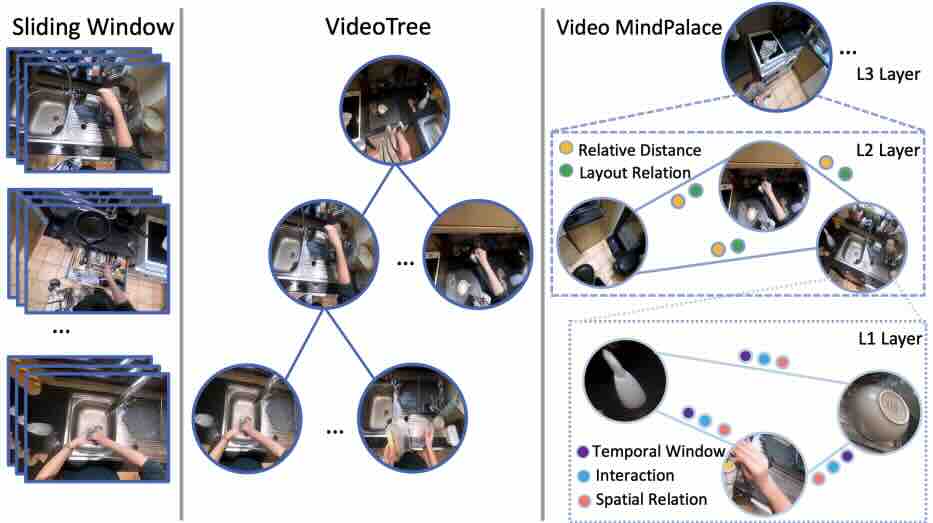 Sliding Window
...
VideoTree
...
...
Video MindPalace
...
L3 Layer
Relative Distance
Layout Relation
L2 Layer
L1 Layer
Temporal Window
Interaction
Spatial Relation